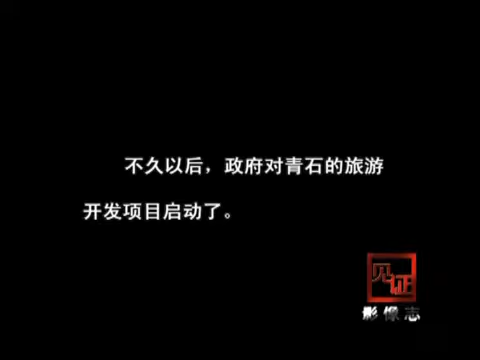 不久以后，政府对青石的旅游
开发项目启动了。
见证
影像志